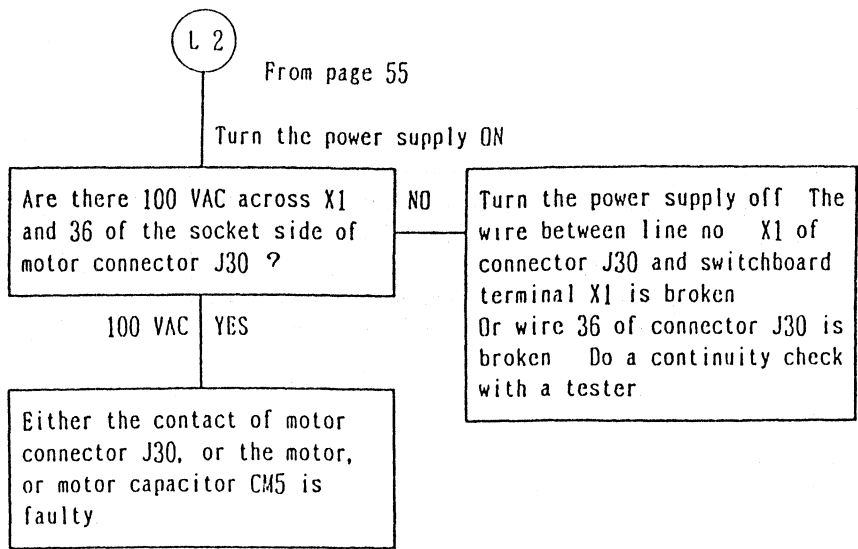 L 2
From page 55
Turn the power supply ON
Are there 100 VAC across X1
and 36 of the socket side of
motor connector J30 ?
NO
Turn the power supply off The
wire between line no X1 of
connector J30 and switchboard
terminal X1 is broken
Or wire 36 of connector J30 is
broken Do a continuity check
with a tester
100 VAC YES
Either the contact of motor
connector J30, or the motor,
or motor capacitor CM5 is
faulty